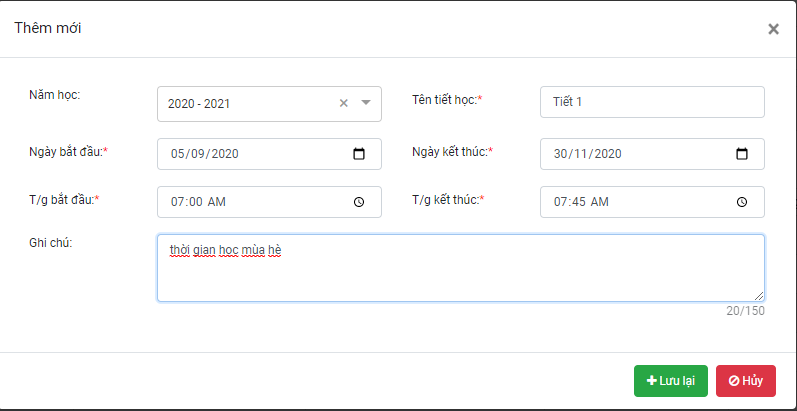 Thêm mới
Năm học: 2020 - 2021 Tên tiết học:* Tiết 1
Ngày bắt đầu:* 05/09/2020 Ngày kết thúc:* 30/11/2020
T/g bắt đầu:* 07:00 AM T/g kết thúc:* 07:45 AM
Ghi chú: thời gian học mùa hè
20/150
Lưu lại Hủy